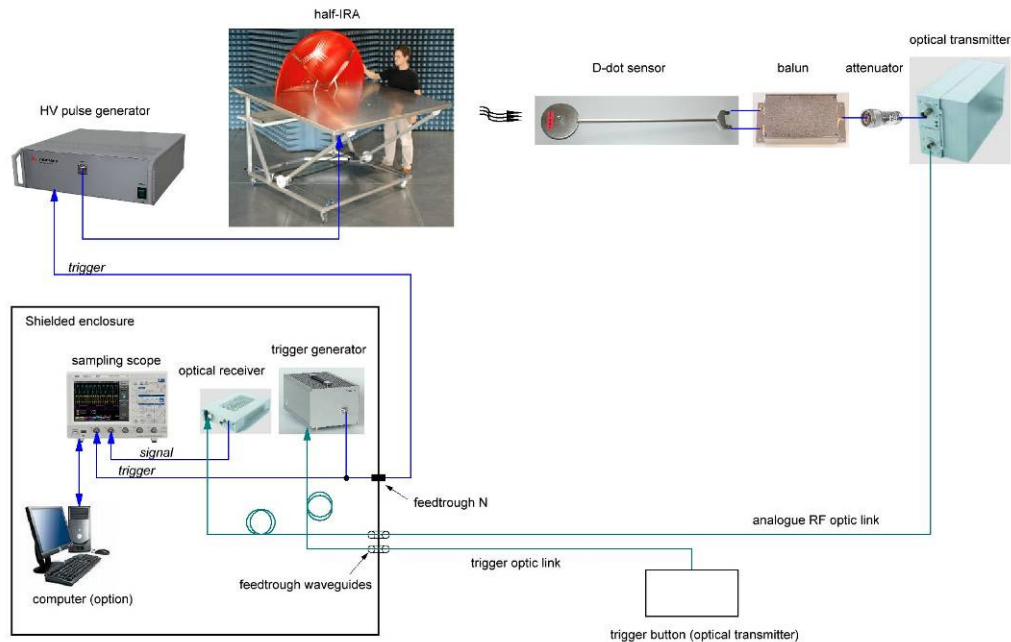 half-IRA
optical transmitter
D-dot sensor
balun
attenuator
HV pulse generator
trigger
Shielded enclosure
trigger generator
sampling scope
optical receiver
signal
trigger
feedtrough N
analogue RF optic link
trigger optic link
feedtrough waveguides
computer (option)
trigger button (optical transmitter)